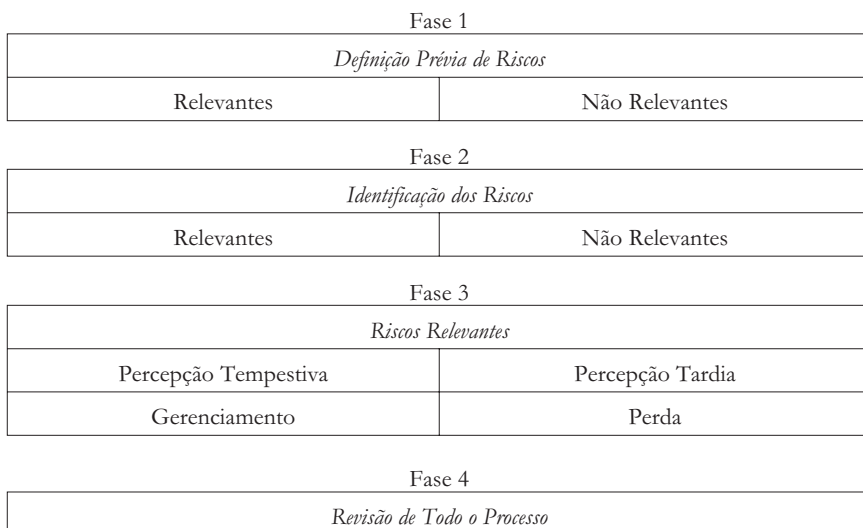 Fase 1
Definição Prévia de Riscos
Relevantes Não Relevantes
Fase 2
Identificação dos Riscos
Relevantes Não Relevantes
Fase 3
Riscos Relevantes
Percepção Tempestiva Percepção Tardia
Gerenciamento Perda
Fase 4
Revisão de Todo o Processo